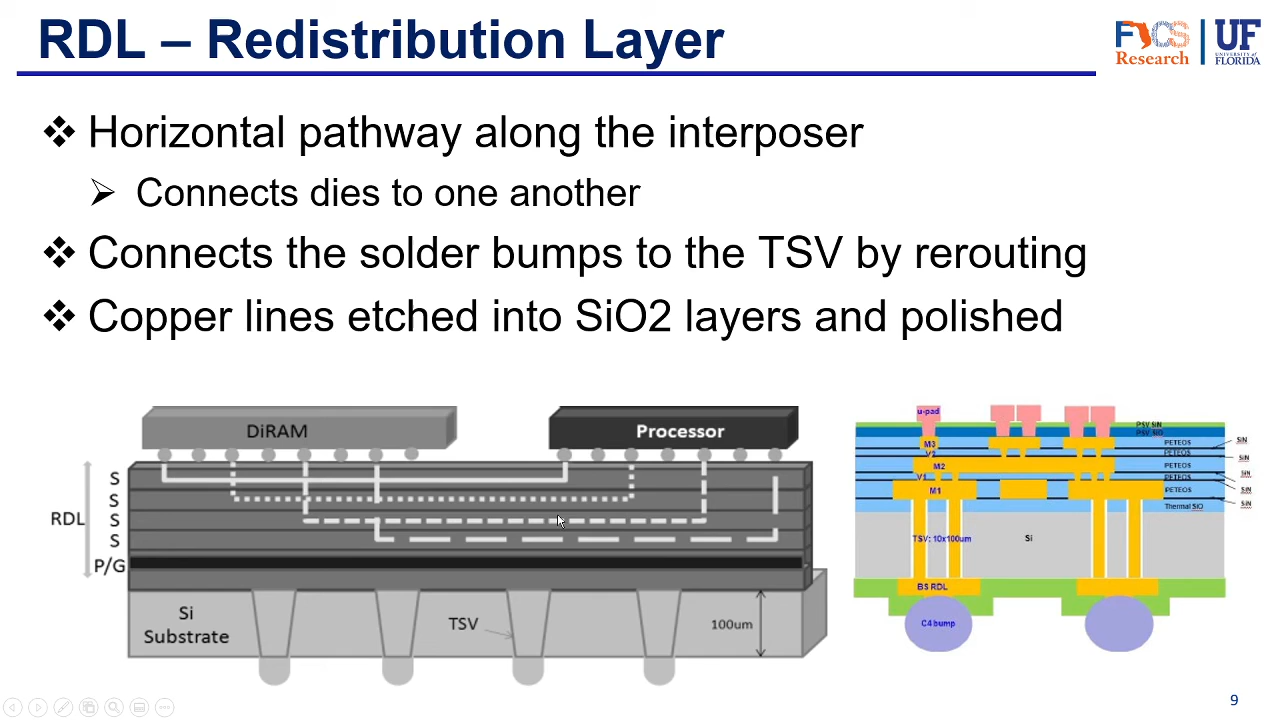 RDL – Redistribution Layer
FICS
Research
UF
UNIVERSITY of
FLORIDA
❖ Horizontal pathway along the interposer
➢ Connects dies to one another
❖ Connects the solder bumps to the TSV by rerouting
❖ Copper lines etched into SiO2 layers and polished
DiRAM
Processor
RDL
S
S
S
S
P/G
Si
Substrate
TSV
100um
u-pad
PSV SiN
PSV SiO
M3
V2
M2
V1
M1
PETEOS
PETEOS
PETEOS
PETEOS
PETEOS
Thermal SiO
SiN
SiN
SiN
SiN
SiN
TSV: 10x100um
Si
BS RDL
C4 bump
9